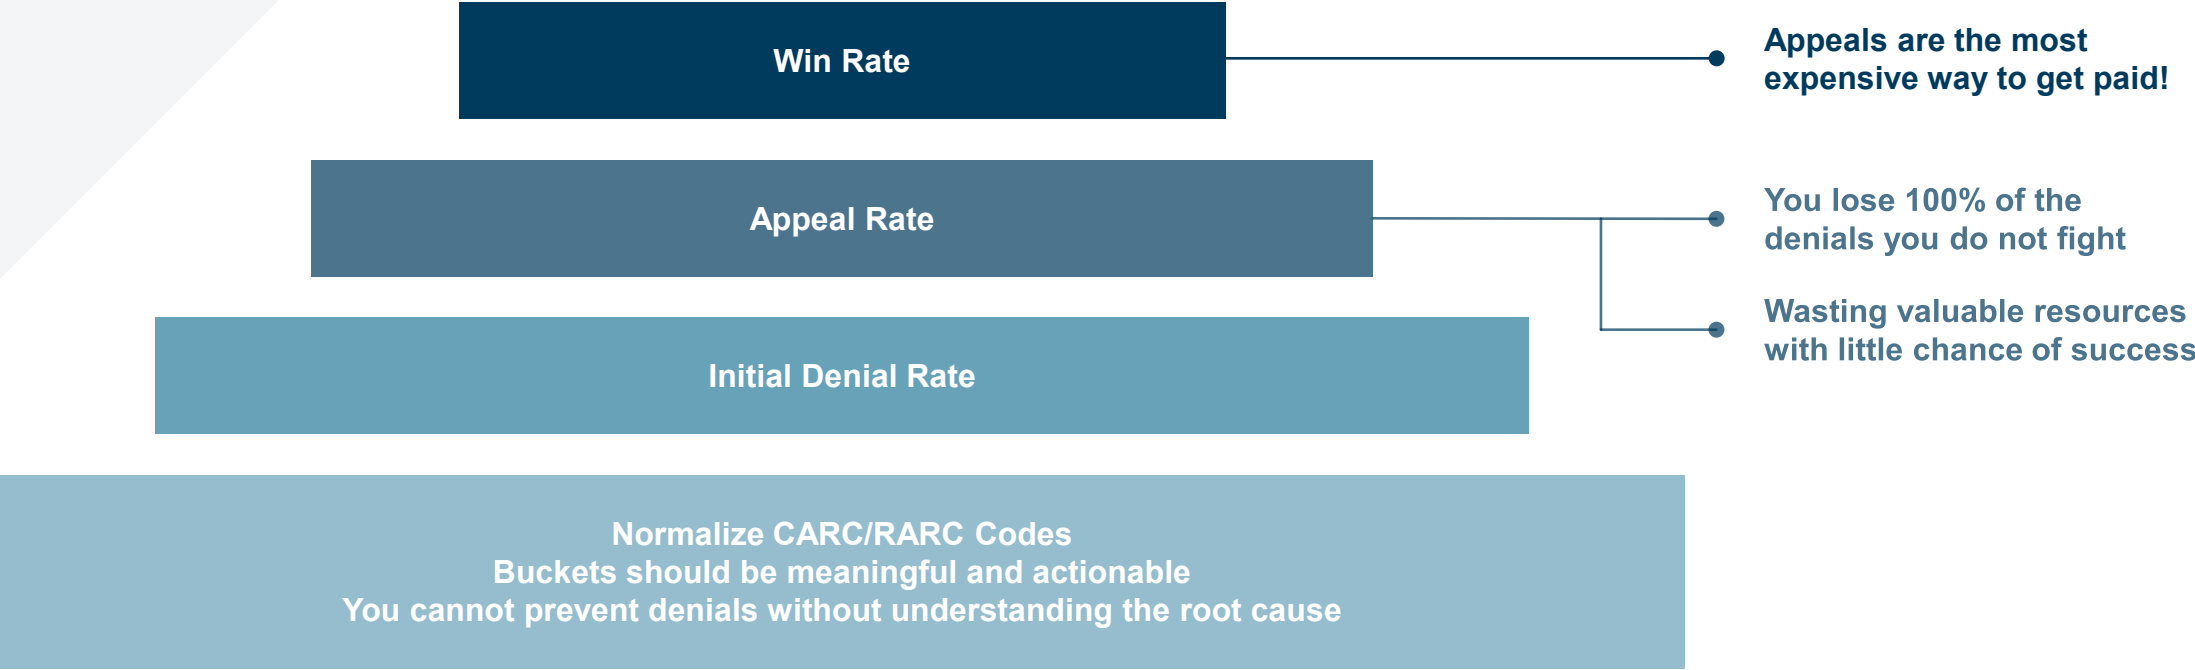 Win Rate
Appeals are the most
expensive way to get paid!
Appeal Rate
You lose 100% of the
denials you do not fight
Wasting valuable resources
with little chance of success
Initial Denial Rate
Normalize CARC/RARC Codes
Buckets should be meaningful and actionable
You cannot prevent denials without understanding the root cause